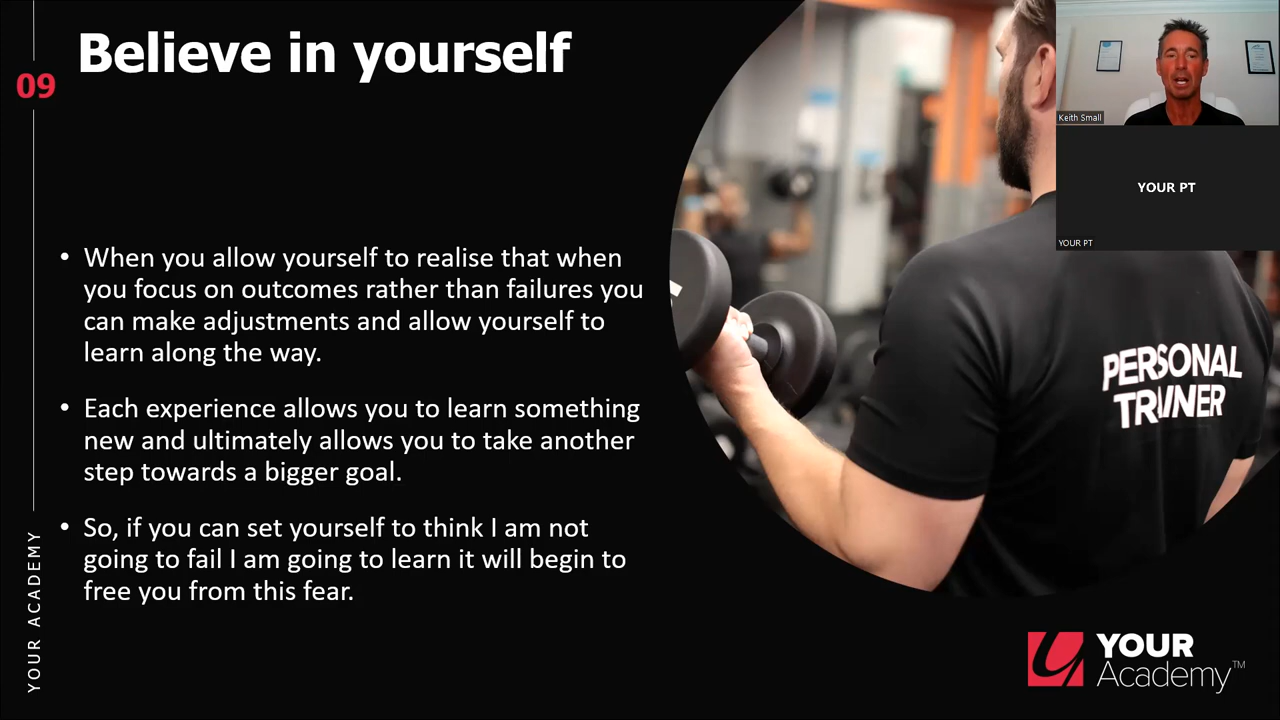 Believe in yourself
09
• When you allow yourself to realise that when
you focus on outcomes rather than failures you
can make adjustments and allow yourself to
learn along the way.
• Each experience allows you to learn something
new and ultimately allows you to take another
step towards a bigger goal.
• So, if you can set yourself to think I am not
going to fail I am going to learn it will begin to
free you from this fear.
YOUR ACADEMY
Keith Small
YOUR PT
YOUR PT
PERSONAL
TRAINER
YOUR
Academy™